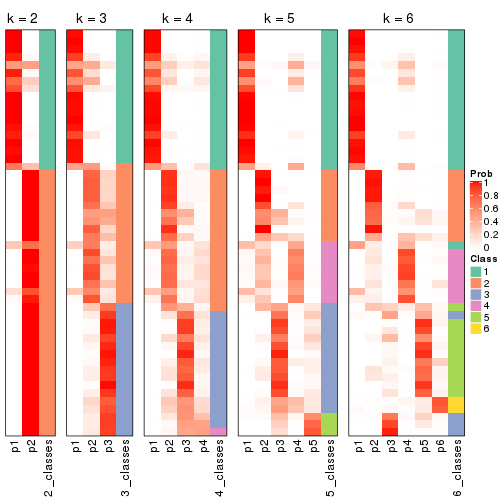 k = 2
k = 3
k = 4
k = 5
k = 6
p1
p2
2_classes
p1
p2
p3
3_classes
p1
p2
p3
p4
4_classes
p1
p2
p3
p4
p5
5_classes
p1
p2
p3
p4
p5
p6
6_classes
Prob
1
0.8
0.6
0.4
0.2
0
Class
1
2
3
4
5
6